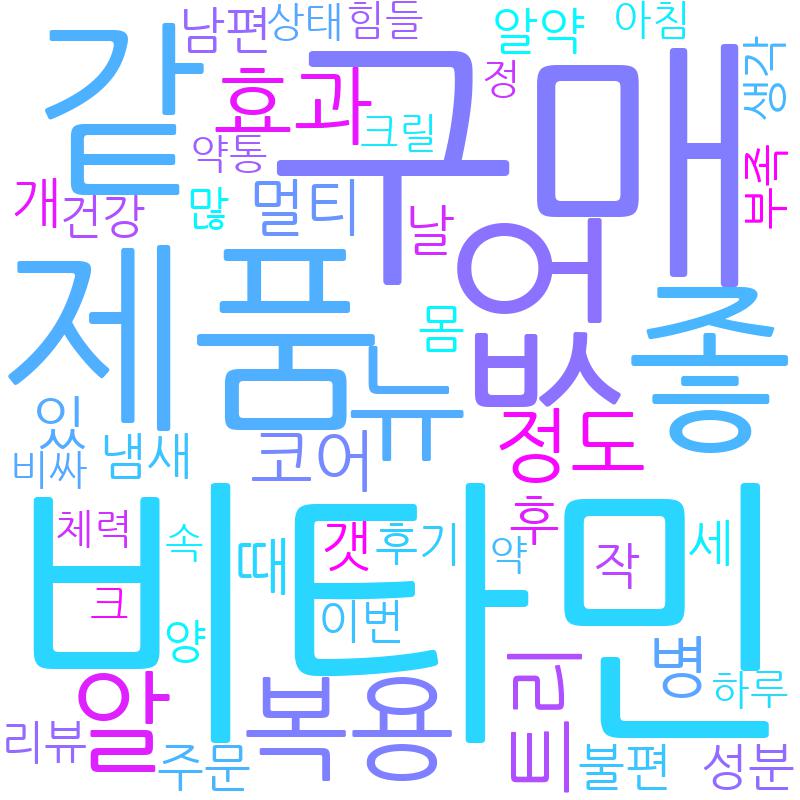 같
남편
상태
힘들
알약
아침
구매
효과
정
크릴
생각
약통
부족
개
건강
많
멀티
날
없
제품
몸
좋
뉴
있
비싸
냄새
코어
정도
비타민
체력
속
때
갯
후기
후
약
작
세
크
이번
양
알
복용
티리
병
하루
리뷰
주문
불편
성분